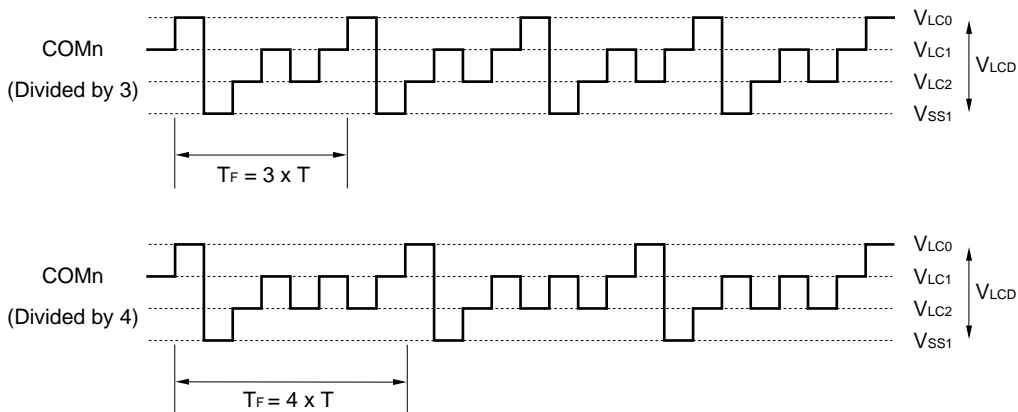 COMn
(Divided by 3)
VLC0
VLC1
VLC2
VSS1
VLCD
TF = 3 x T
COMn
(Divided by 4)
VLC0
VLC1
VLC2
VSS1
VLCD
TF = 4 x T